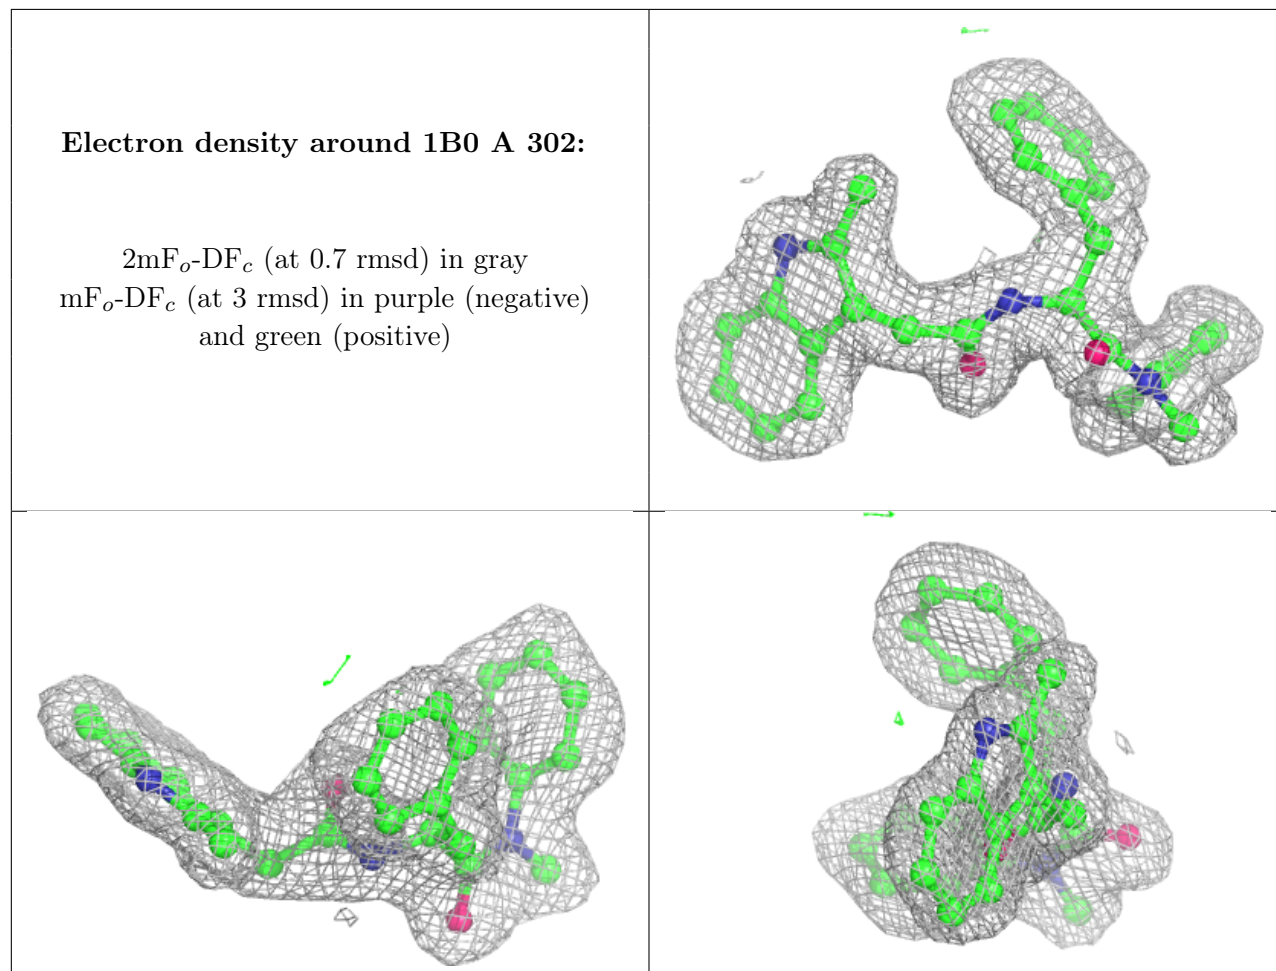 Electron density around 1B0 A 302:
2mFo-DFc (at 0.7 rmsd) in gray
mFo-DFc (at 3 rmsd) in purple (negative)
and green (positive)